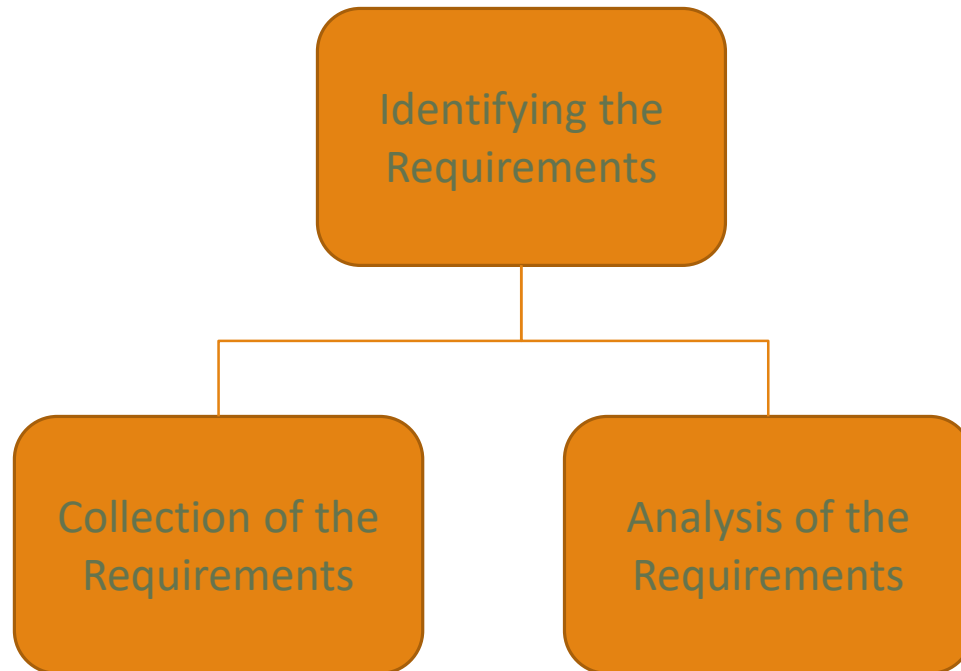 Identifying the
Requirements
Collection of the
Requirements
Analysis of the
Requirements